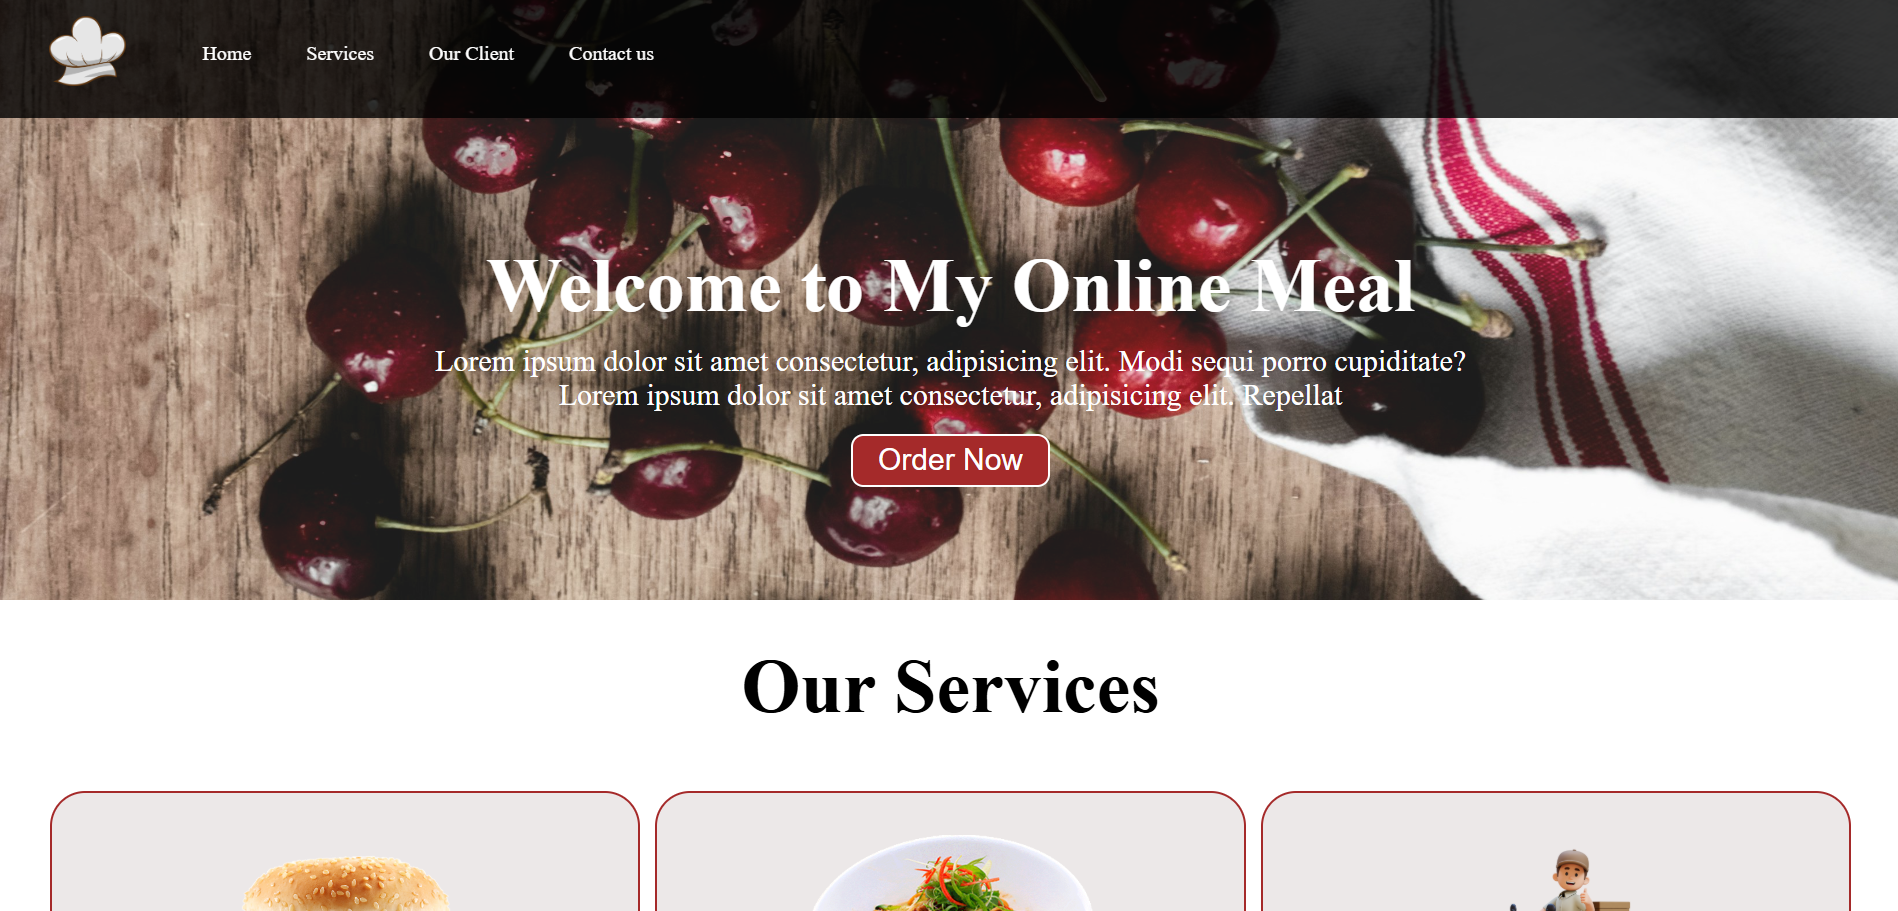 Home Services Our Client Contact us
Welcome to My Online Meal
Lorem ipsum dolor sit amet consectetur, adipisicing elit. Modi sequi porro cupiditate?
Lorem ipsum dolor sit amet consectetur, adipisicing elit. Repellat
Order Now
Our Services